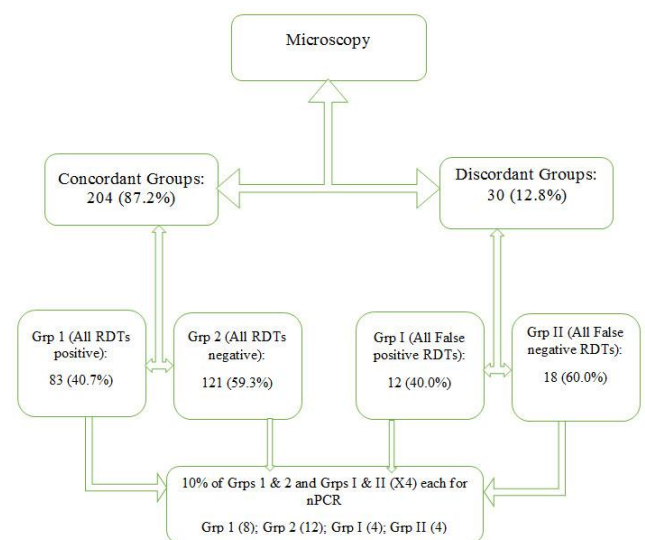 Microscopy
Concordant Groups:
204 (87.2%)
Discordant Groups:
30 (12.8%)
Grp 1 (All RDTs
positive):
83 (40.7%)
Grp 2 (All RDTs
negative):
121 (59.3%)
Grp I (All False
positive RDTs):
12 (40.0%)
Grp II (All False
negative RDTs):
18 (60.0%)
10% of Grps 1 & 2 and Grps I & II (X4) each for
nPCR
Grp 1 (8); Grp 2 (12); Grp I (4); Grp II (4)